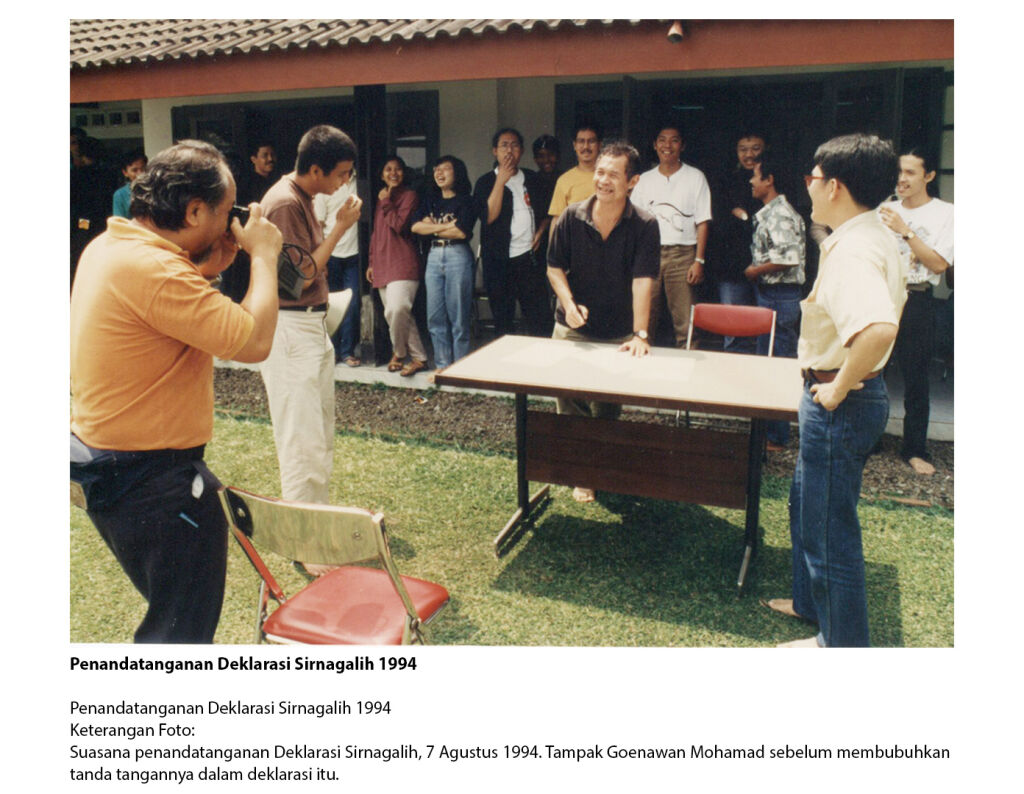 Penandatanganan Deklarasi Sirnagalih 1994
Penandatanganan Deklarasi Sirnagalih 1994
Keterangan Foto:
Suasana penandatanganan Deklarasi Sirnagalih, 7 Agustus 1994. Tampak Goenawan Mohamad sebelum membubuhkan
tanda tangannya dalam deklarasi itu.